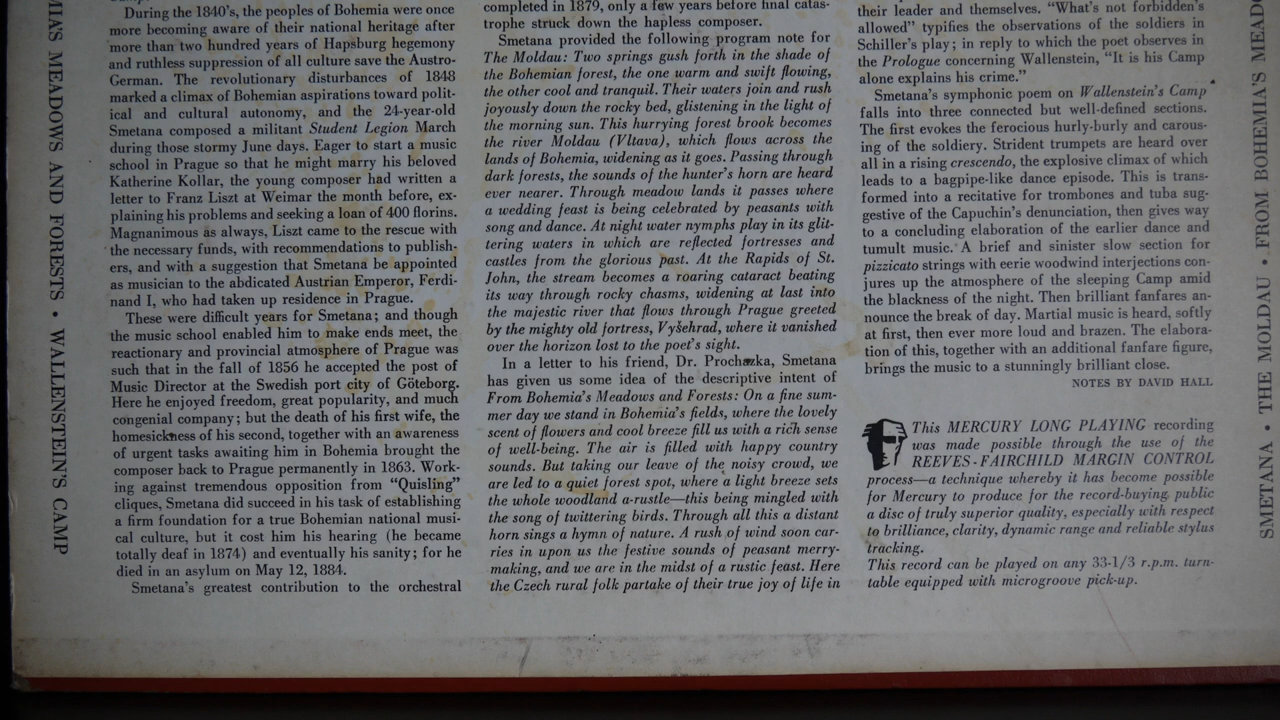 MIA'S MEADOWS AND FORESTS • WALLENSTEIN'S CAMP
During the 1840's, the peoples of Bohemia were once
more becoming aware of their national heritage after
more than two hundred years of Hapsburg hegemony
and ruthless suppression of all culture save the Austro-
German. The revolutionary disturbances of 1848
marked a climax of Bohemian aspirations toward polit-
ical and cultural autonomy, and the 24-year-old
Smetana composed a militant Student Legion March
during those stormy June days. Eager to start a music
school in Prague so that he might marry his beloved
Katherine Kollar, the young composer had written a
letter to Franz Liszt at Weimar the month before, ex-
plaining his problems and seeking a loan of 400 florins.
Magnanimous as always, Liszt came to the rescue with
the necessary funds, with recommendations to publish-
ers, and with a suggestion that Smetana be appointed
as musician to the abdicated Austrian Emperor, Ferdi-
nand I, who had taken up residence in Prague.
These were difficult years for Smetana; and though
the music school enabled him to make ends meet, the
reactionary and provincial atmosphere of Prague was
such that in the fall of 1856 he accepted the post of
Music Director at the Swedish port city of Göteborg.
Here he enjoyed freedom, great popularity, and much
congenial company; but the death of his first wife, the
homesickness of his second, together with an awareness
of urgent tasks awaiting him in Bohemia brought the
composer back to Prague permanently in 1863. Work-
ing against tremendous opposition from "Quisling"
cliques, Smetana did succeed in his task of establishing
a firm foundation for a true Bohemian national musi-
cal culture, but it cost him his hearing (he became
totally deaf in 1874) and eventually his sanity; for he
died in an asylum on May 12, 1884.
Smetana's greatest contribution to the orchestral
completed in 1879, only a few years before final catas-
trophe struck down the hapless composer.
Smetana provided the following program note for
The Moldau: Two springs gush forth in the shade of
the Bohemian forest, the one warm and swift flowing,
the other cool and tranquil. Their waters join and rush
joyously down the rocky bed, glistening in the light of
the morning sun. This hurrying forest brook becomes
the river Moldau (Vltava), which flows across the
lands of Bohemia, widening as it goes. Passing through
dark forests, the sounds of the hunter's horn are heard
ever nearer. Through meadow lands it passes where
a wedding feast is being celebrated by peasants with
song and dance. At night water nymphs play in its glit-
tering waters in which are reflected fortresses and
castles from the glorious past. At the Rapids of St.
John, the stream becomes a roaring cataract beating
its way through rocky chasms, widening at last into
the majestic river that flows through Prague greeted
by the mighty old fortress, Vyšehrad, where it vanished
over the horizon lost to the poet's sight.
In a letter to his friend, Dr. Prochazka, Smetana
has given us some idea of the descriptive intent of
From Bohemia's Meadows and Forests: On a fine sum-
mer day we stand in Bohemia's fields, where the lovely
scent of flowers and cool breeze fill us with a rich sense
of well-being. The air is filled with happy country
sounds. But taking our leave of the noisy crowd, we
are led to a quiet forest spot, where a light breeze sets
the whole woodland a-rustle—this being mingled with
the song of twittering birds. Through all this a distant
horn sings a hymn of nature. A rush of wind soon car-
ries in upon us the festive sounds of peasant merry-
making, and we are in the midst of a rustic feast. Here
the Czech rural folk partake of their true joy of life in
their leader and themselves. "What's not forbidden's
allowed" typifies the observations of the soldiers in
Schiller's play; in reply to which the poet observes in
the Prologue concerning Wallenstein, "It is his Camp
alone explains his crime."
Smetana's symphonic poem on Wallenstein's Camp
falls into three connected but well-defined sections.
The first evokes the ferocious hurly-burly and carous-
ing of the soldiery. Strident trumpets are heard over
all in a rising crescendo, the explosive climax of which
leads to a bagpipe-like dance episode. This is trans-
formed into a recitative for trombones and tuba sug-
gestive of the Capuchin's denunciation, then gives way
to a concluding elaboration of the earlier dance and
tumult music. A brief and sinister slow section for
pizzicato strings with eerie woodwind interjections con-
jures up the atmosphere of the sleeping Camp amid
the blackness of the night. Then brilliant fanfares an-
nounce the break of day. Martial music is heard, softly
at first, then ever more loud and brazen. The elabora-
tion of this, together with an additional fanfare figure,
brings the music to a stunningly brilliant close.
NOTES BY DAVID HALL
This MERCURY LONG PLAYING recording
was made possible through the use of the
REEVES-FAIRCHILD MARGIN CONTROL
process—a technique whereby it has become possible
for Mercury to produce for the record-buying public
a disc of truly superior quality, especially with respect
to brilliance, clarity, dynamic range and reliable stylus
tracking.
This record can be played on any 33-1/3 r.p.m. turn-
table equipped with microgroove pick-up.
SMETANA • THE MOLDAU • FROM BOHEMIA'S MEADO